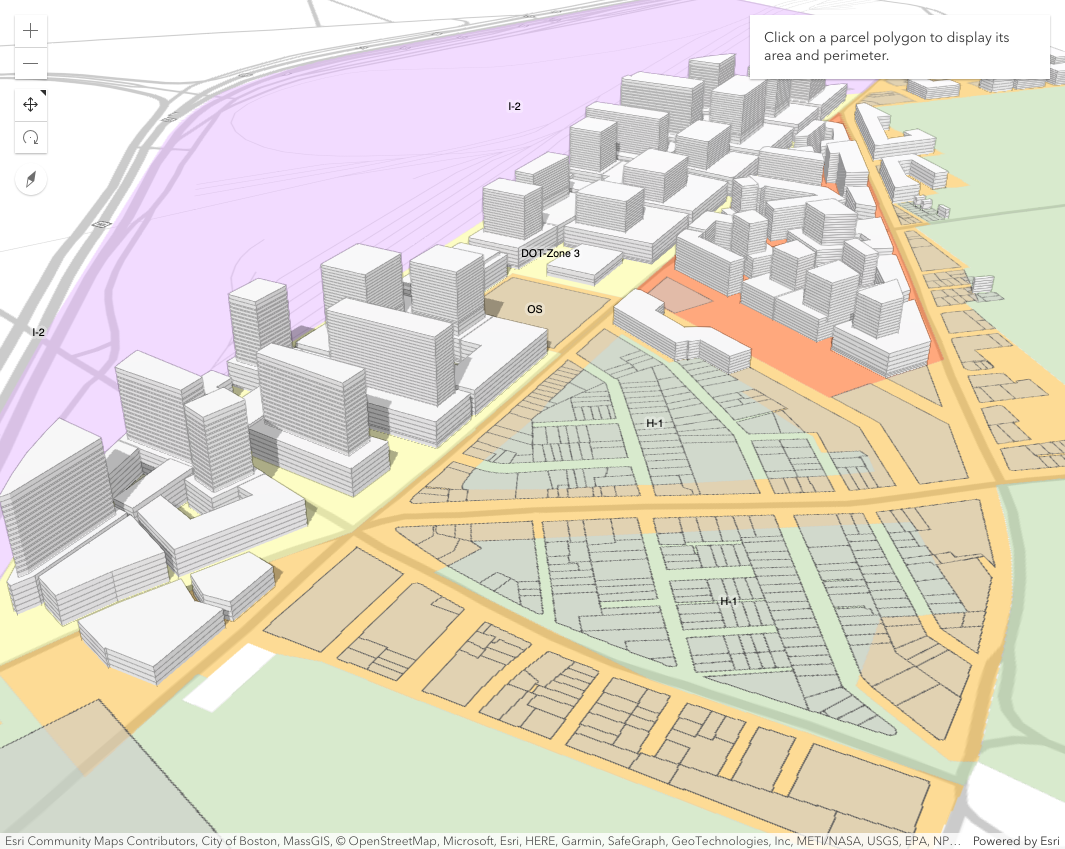 Click on a parcel polygon to display its
area and perimeter.
I-2
DOT-Zone 3
OS
I-2
H-1
H-1
Esri Community Maps Contributors, City of Boston, MassGIS, © OpenStreetMap, Microsoft, Esri, HERE, Garmin, SafeGraph, GeoTechnologies, Inc, METI/NASA, USGS, EPA, NP… Powered by Esri